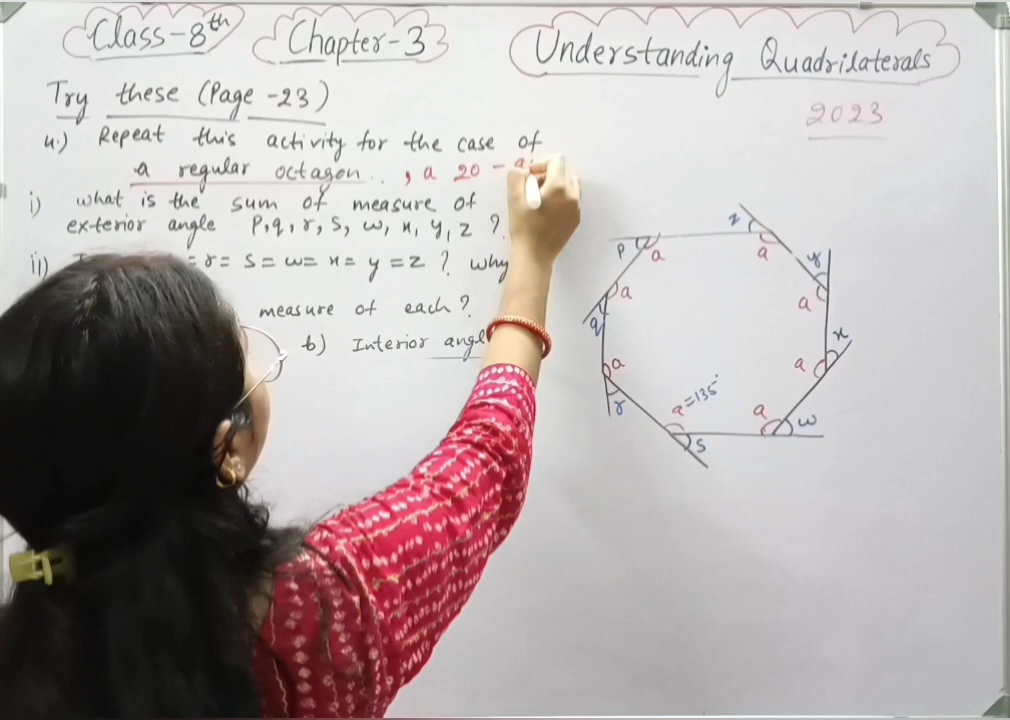 Class-8th
Chapter-3
Understanding Quadrilaterals
2023
Try these (Page -23)
4.) Repeat this activity for the case of
a regular octagon.. , a 20 -
i) what is the sum of measure of
exterior angle P, q, r, s, w, x, y, z ?
ii) = r = s = w = x = y = z ? why
measure of each?
b) Interior
P
a
z
a
y
a
a
q
a
x
a
r
a = 135°
a
w
s